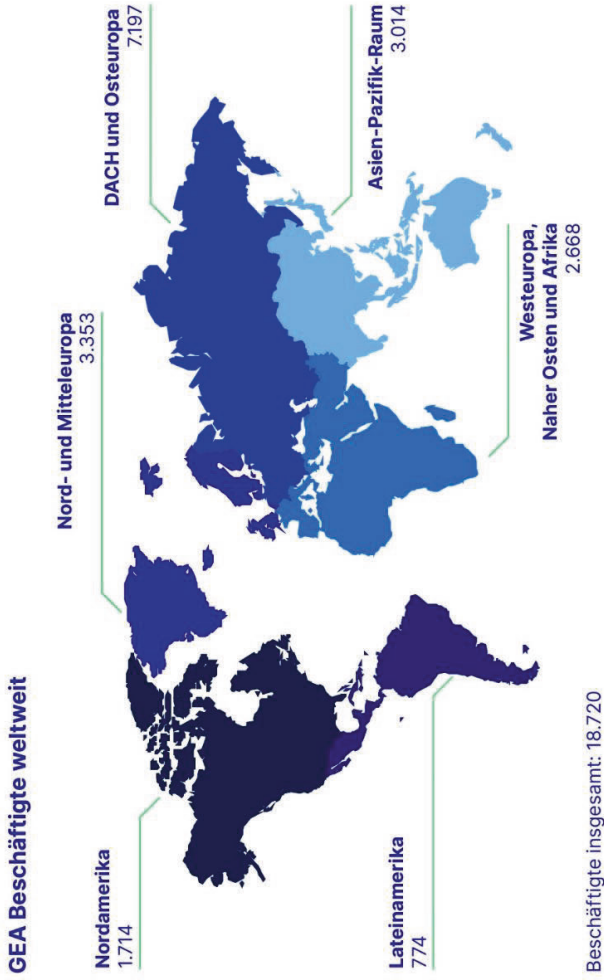 GEA Beschäftigte weltweit
Nordamerika
1.714
Nord- und Mitteleuropa
3.353
DACH und Osteuropa
7.197
Asien-Pazifik-Raum
3.014
Westeuropa,
Naher Osten und Afrika
2.668
Lateinamerika
774
Beschäftigte insgesamt: 18.720